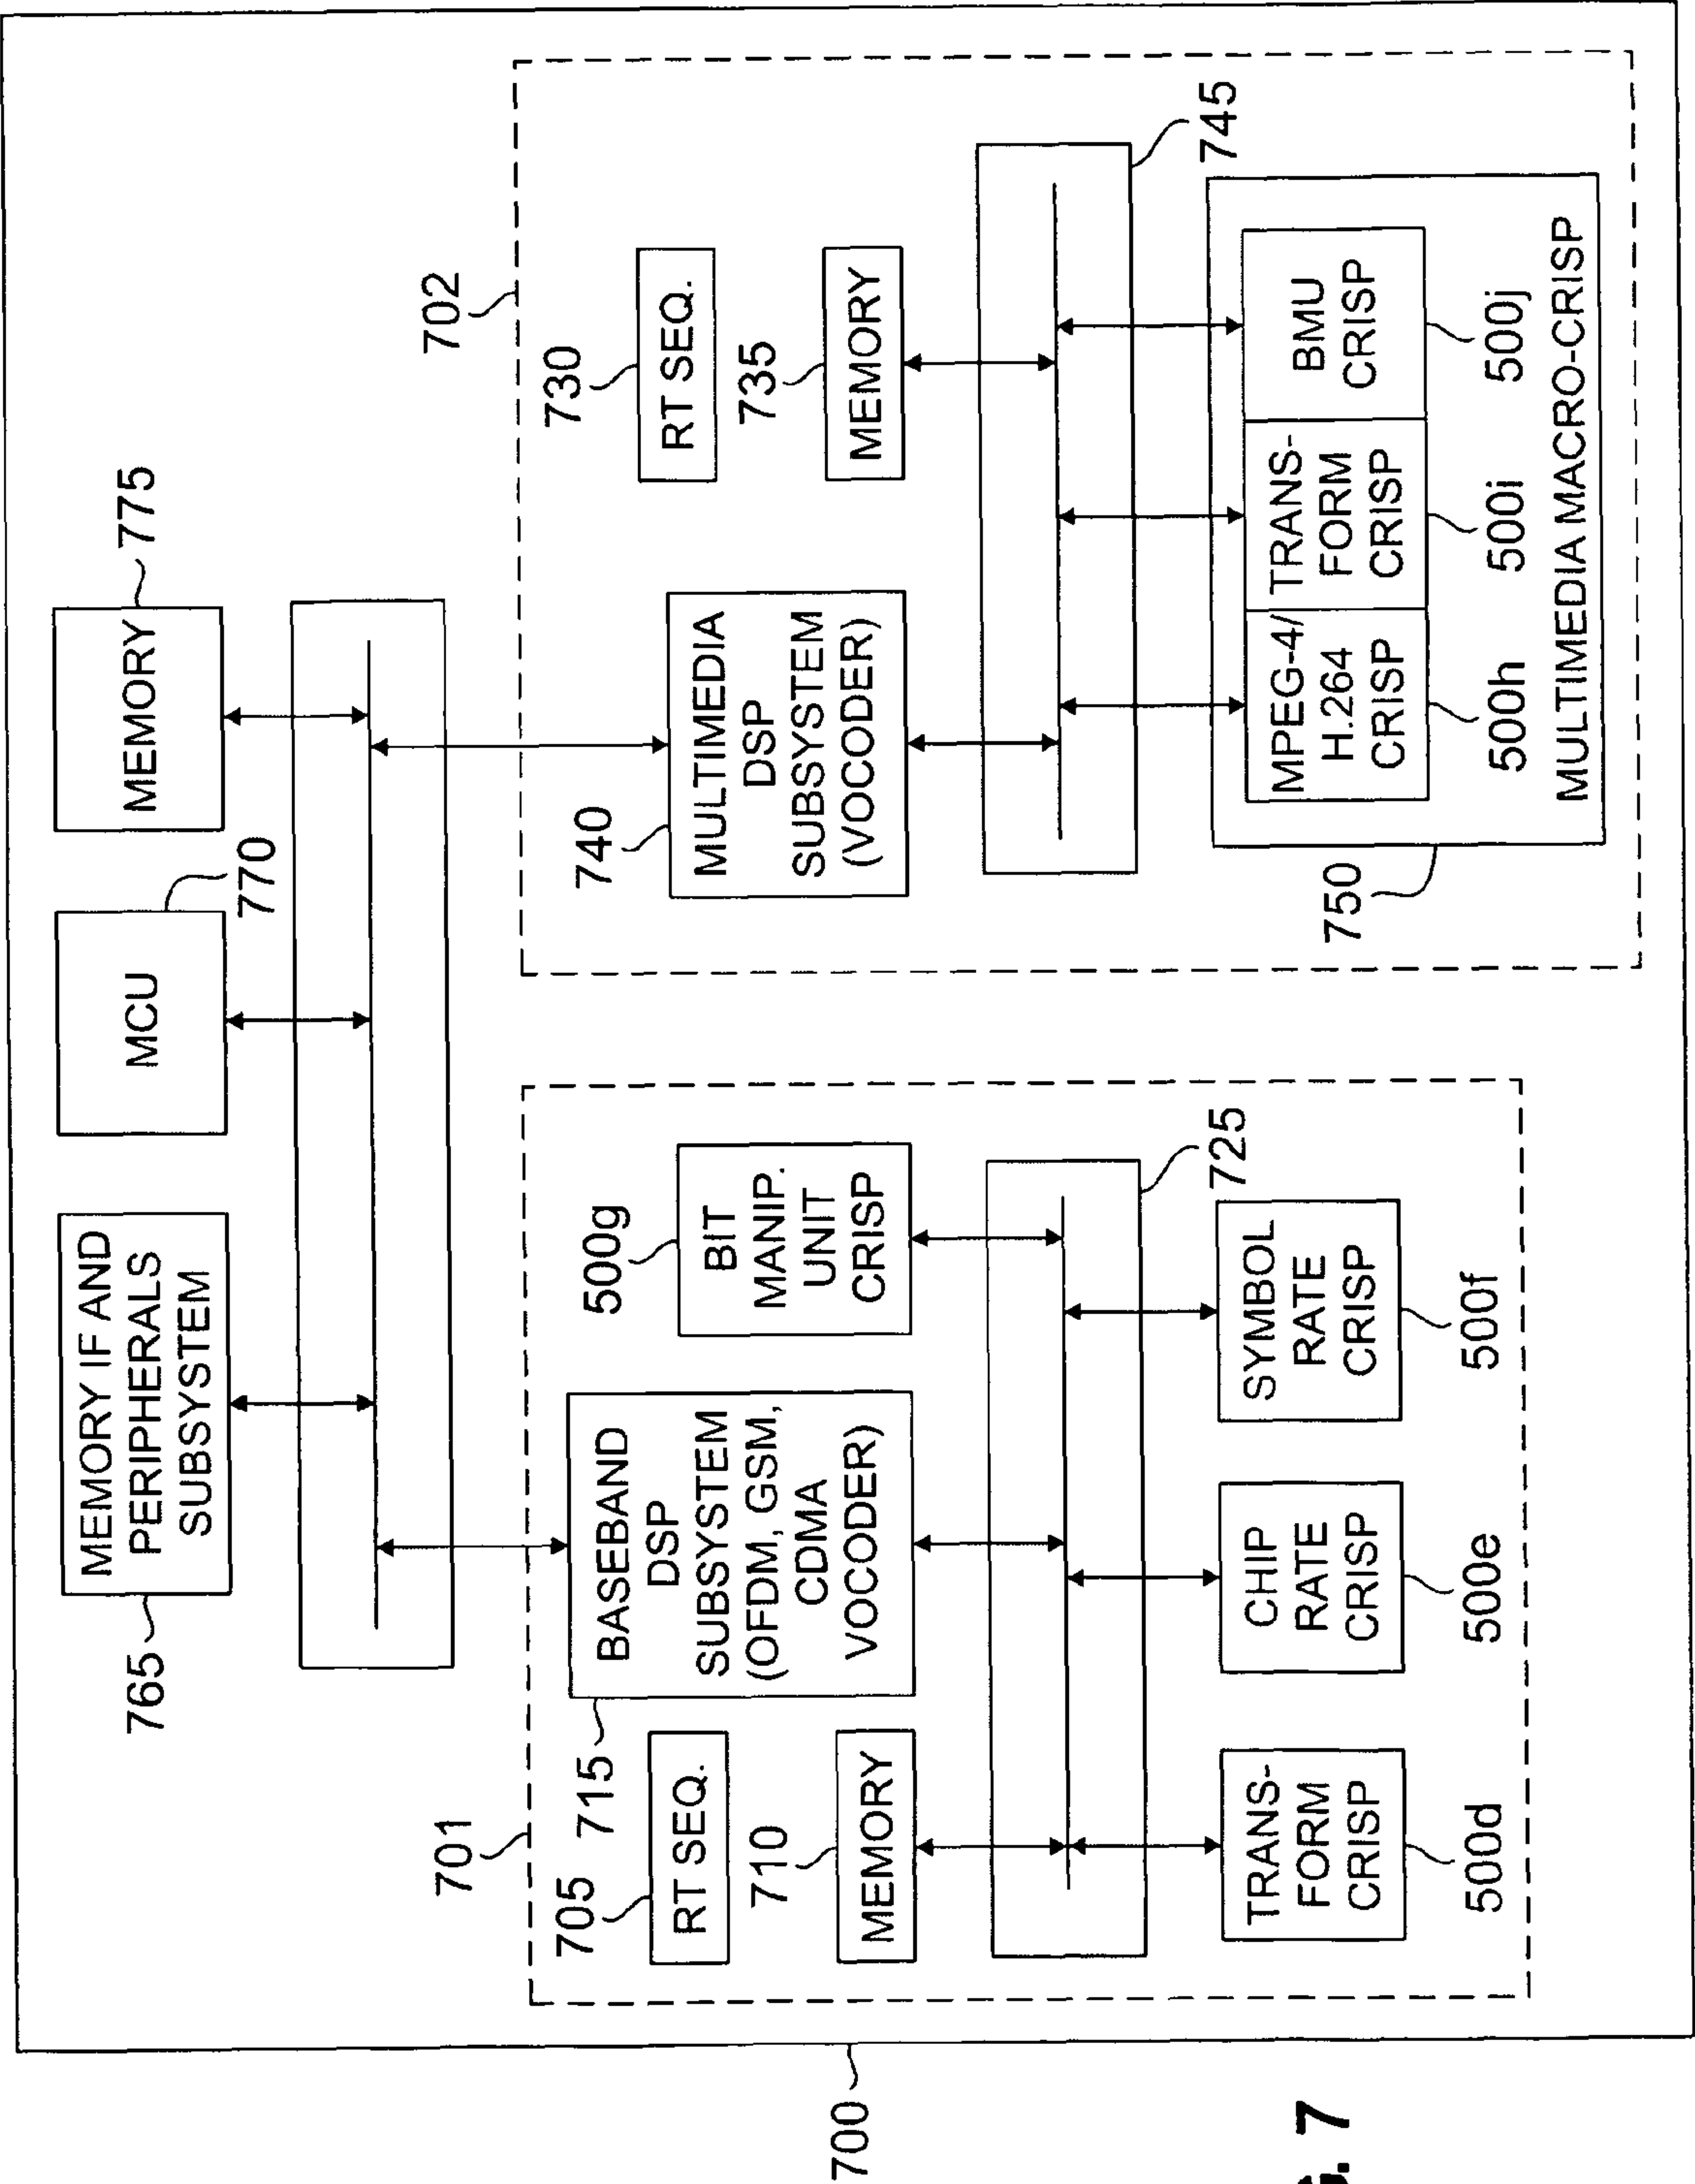 MEMORY IF AND
PERIPHERALS
SUBSYSTEM
765
MCU
770
MEMORY
775
701
705
RT SEQ.
710
MEMORY
715
BASEBAND
DSP
SUBSYSTEM
(OFDM, GSM,
CDMA
VOCODER)
500g
BIT
MANIP.
UNIT
CRISP
725
TRANS-
FORM
CRISP
500d
CHIP
RATE
CRISP
500e
SYMBOL
RATE
CRISP
500f
702
740
MULTIMEDIA
DSP
SUBSYSTEM
(VOCODER)
730
RT SEQ.
735
MEMORY
745
750
MPEG-4/
H.264
CRISP
500h
TRANS-
FORM
CRISP
500i
BMU
CRISP
500j
MULTIMEDIA MACRO-CRISP
700
7